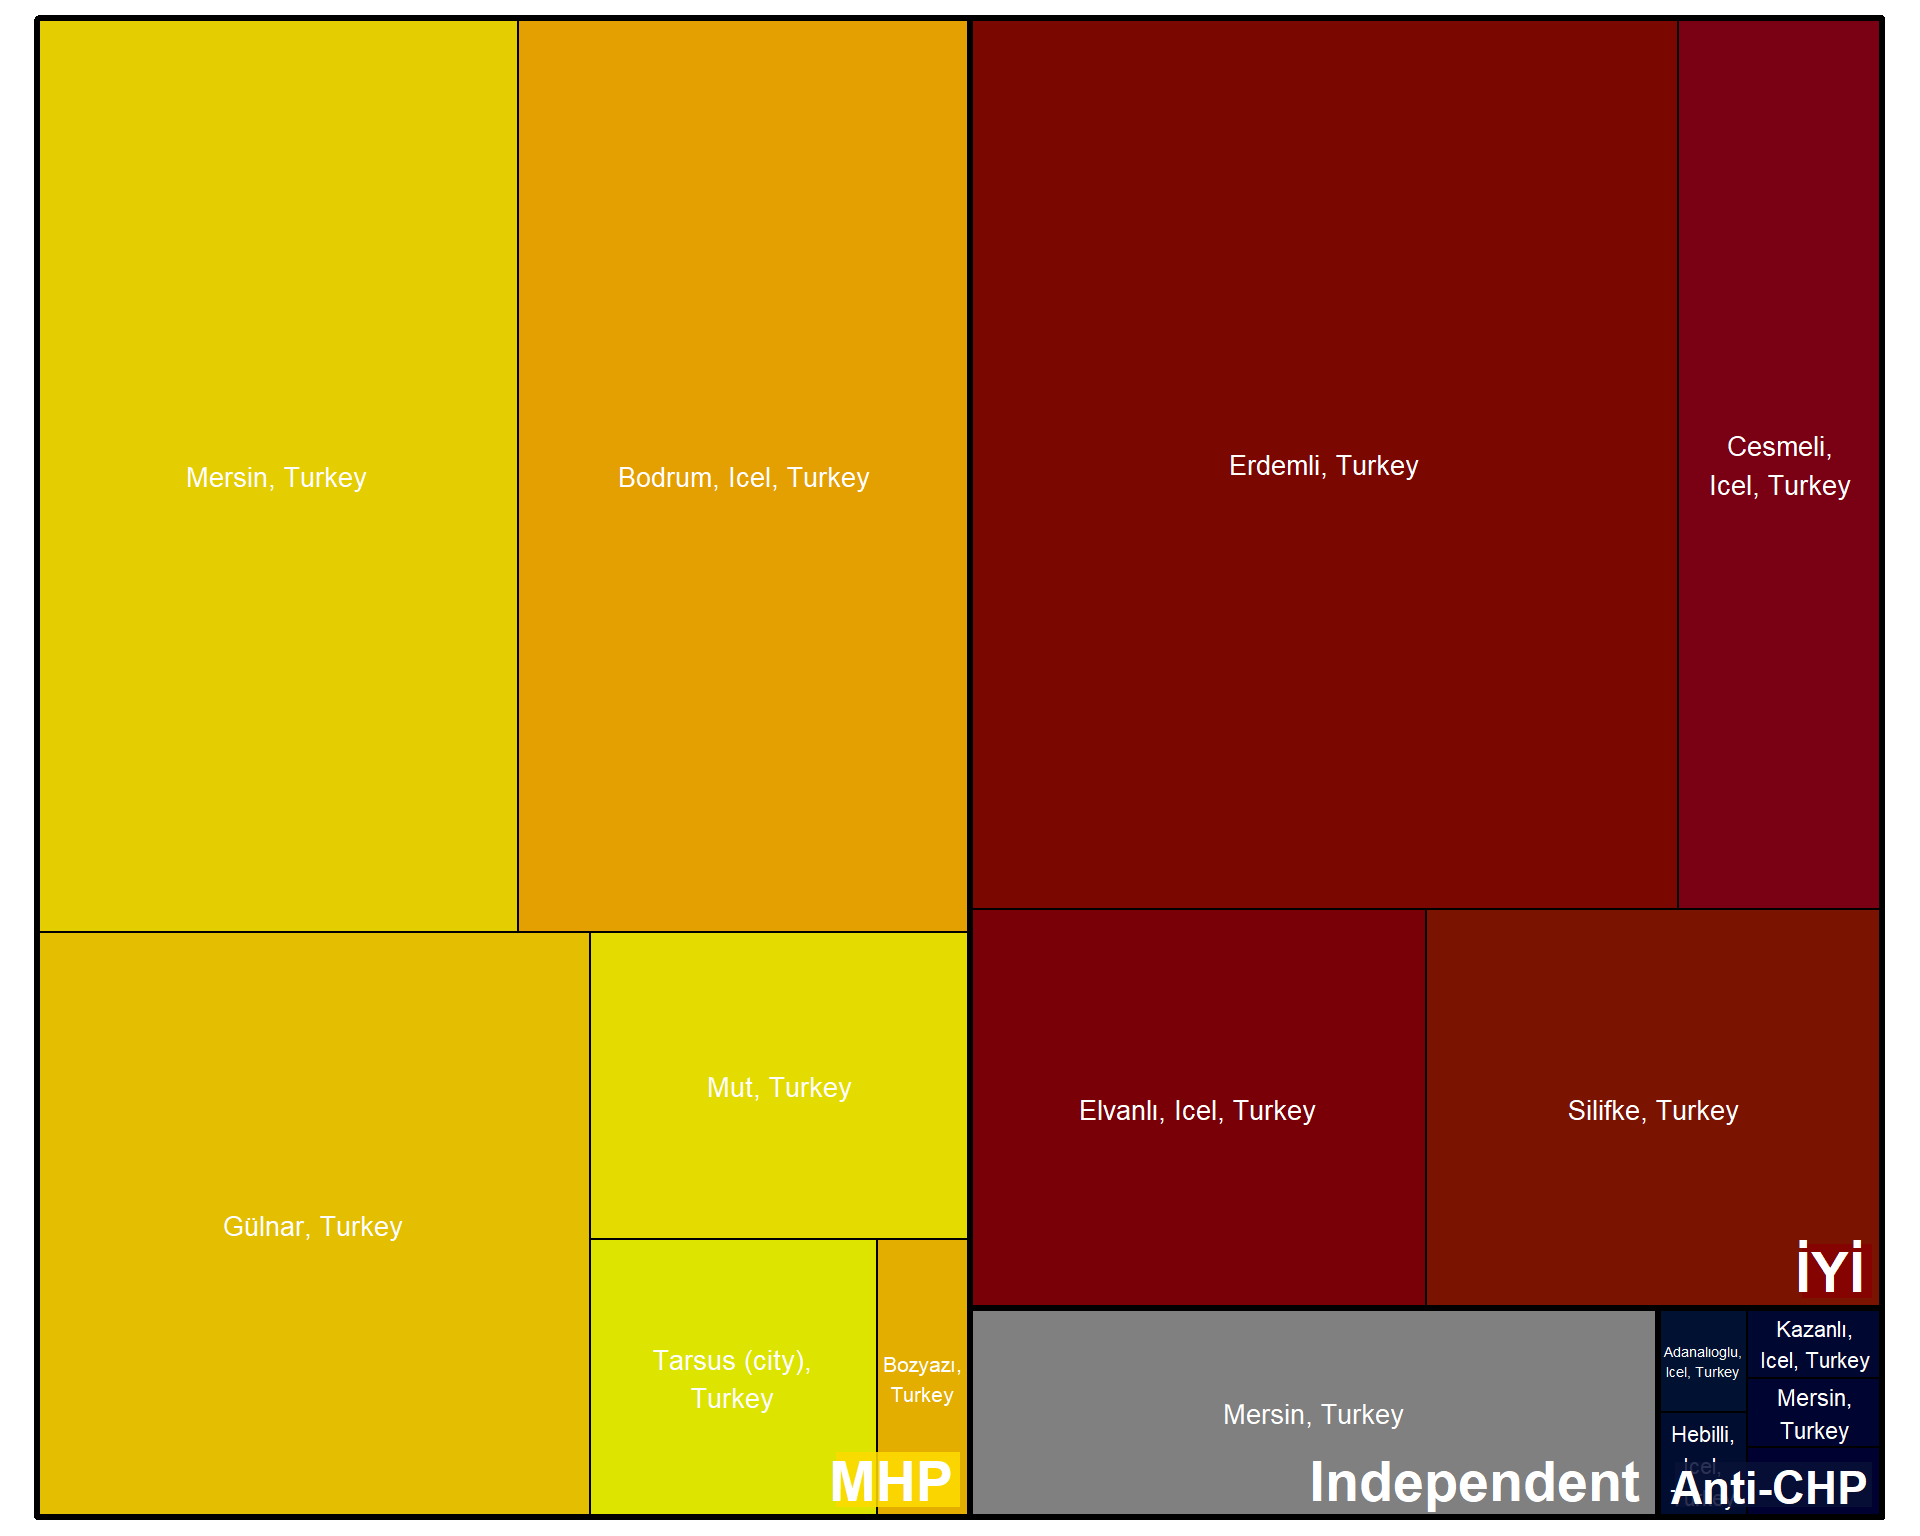 Mersin, Turkey
Bodrum, Icel, Turkey
Gülnar, Turkey
Mut, Turkey
Tarsus (city),
Turkey
Bozyazı,
Turkey
MHP
Erdemli, Turkey
Cesmeli,
Icel, Turkey
Elvanlı, Icel, Turkey
Silifke, Turkey
İYİ
Mersin, Turkey
Independent
Adanalıoglu,
Icel, Turkey
Hebilli,
Icel,
Turkey
Kazanlı,
Icel, Turkey
Mersin,
Turkey
Anti-CHP